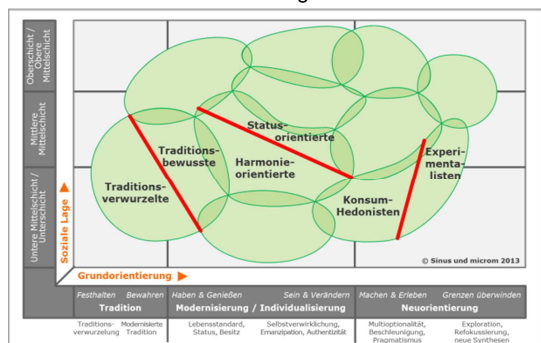 Oberschicht /
Obere
Mittelschicht
Mittlere
Mittelschicht
Untere Mittelschicht /
Unterschicht
Soziale Lage
Status-
orientierte
Traditions-
bewusste
Harmonie-
orientierte
Experi-
menta-
listen
Traditions-
verwurzelte
Konsum-
Hedonisten
© Sinus und microm 2013
Grundorientierung
Festhalten Bewahren
Haben & Genießen Sein & Verändern
Machen & Erleben Grenzen überwinden
Tradition
Modernisierung / Individualisierung
Neuorientierung
Traditions-
verwurzelung
Modernisierte
Tradition
Lebensstandard,
Status, Besitz
Selbstverwirklichung,
Emanzipation, Authentizität
Multioptionalität,
Beschleunigung,
Pragmatismus
Exploration,
Refokussierung,
neue Synthesen